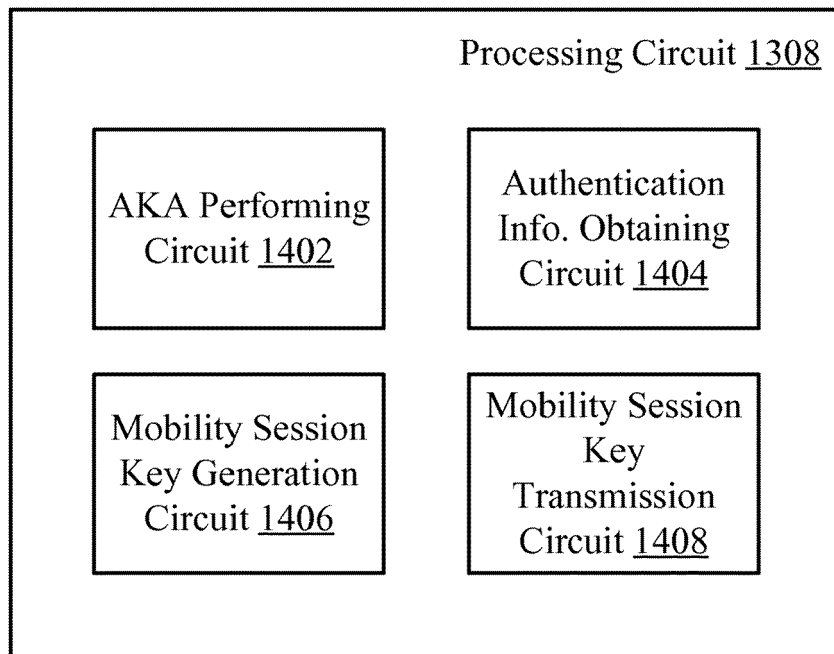 Processing Circuit 1308
AKA Performing
Circuit 1402
Authentication
Info. Obtaining
Circuit 1404
Mobility Session
Key Generation
Circuit 1406
Mobility Session
Key
Transmission
Circuit 1408